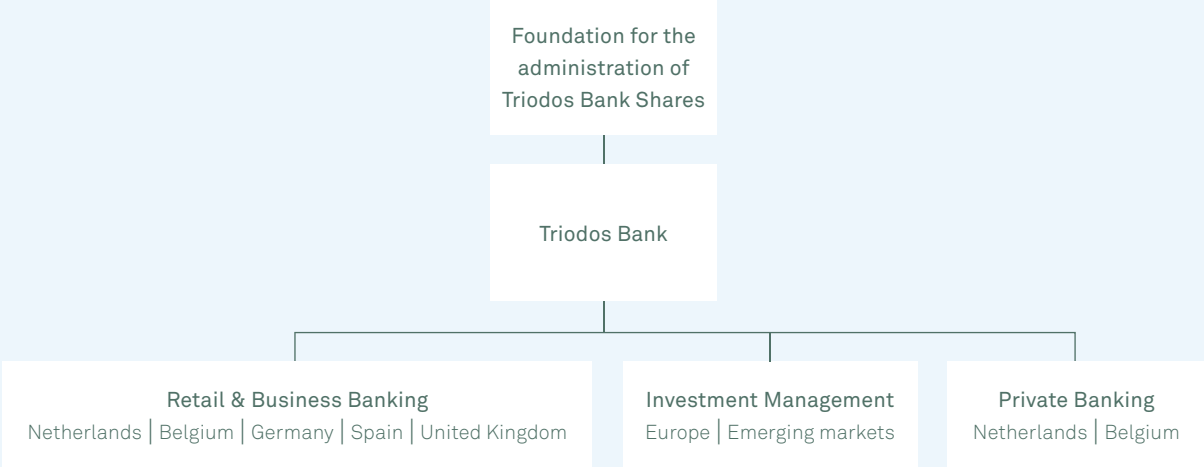 Foundation for the
administration of
Triodos Bank Shares
Triodos Bank
Retail & Business Banking
Netherlands | Belgium | Germany | Spain | United Kingdom
Investment Management
Europe | Emerging markets
Private Banking
Netherlands | Belgium